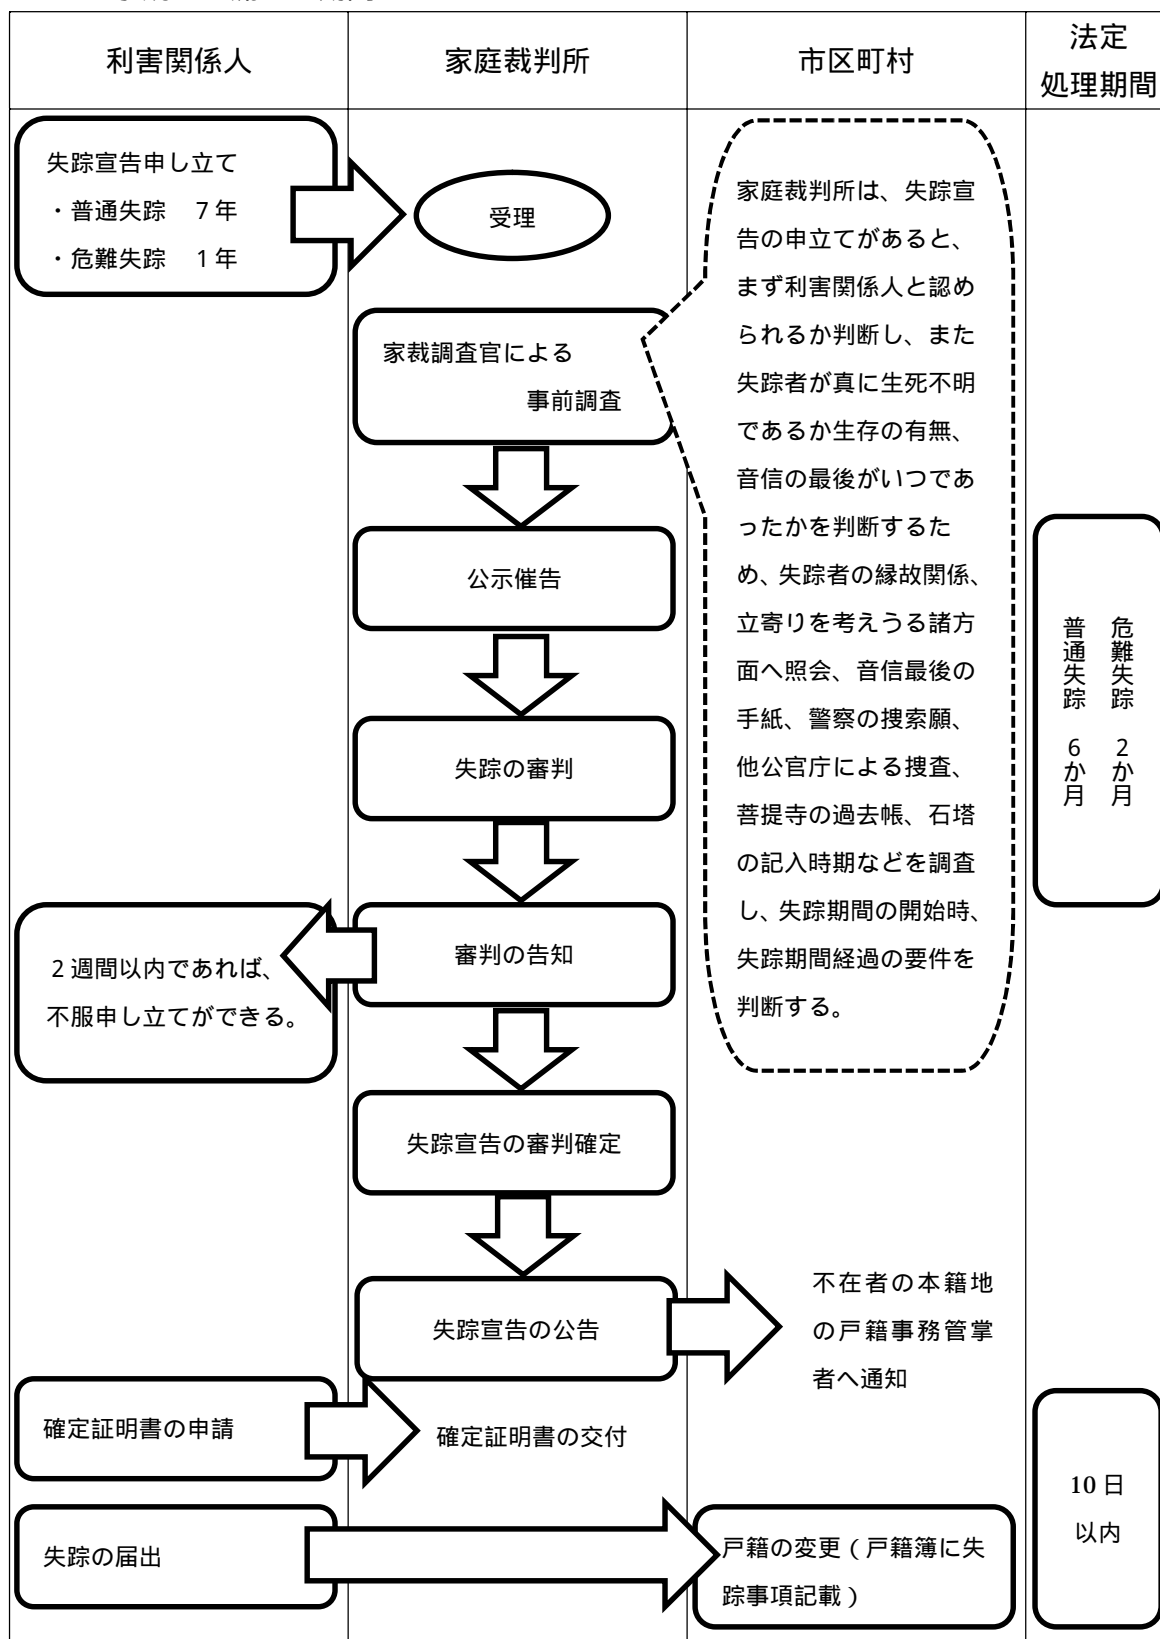 利害関係人
家庭裁判所
市区町村
法定
処理期間
失踪宣告申し立て
・普通失踪 7年
・危難失踪 1年
受理
家裁調査官による
事前調査
家庭裁判所は、失踪宣
告の申立てがあると、
まず利害関係人と認め
られるか判断し、また
失踪者が真に生死不明
であるか生存の有無、
音信の最後がいつであ
ったかを判断するた
め、失踪者の縁故関係、
立寄りを考えうる諸方
面へ照会、音信最後の
手紙、警察の捜索願、
他公官庁による捜査、
菩提寺の過去帳、石塔
の記入時期などを調査
し、失踪期間の開始時、
失踪期間経過の要件を
判断する。
公示催告
失踪の審判
危難失踪 2か月
普通失踪 6か月
審判の告知
2週間以内であれば、
不服申し立てができる。
失踪宣告の審判確定
失踪宣告の公告
不在者の本籍地
の戸籍事務管掌
者へ通知
確定証明書の申請
確定証明書の交付
失踪の届出
戸籍の変更(戸籍簿に失
踪事項記載)
10日
以内